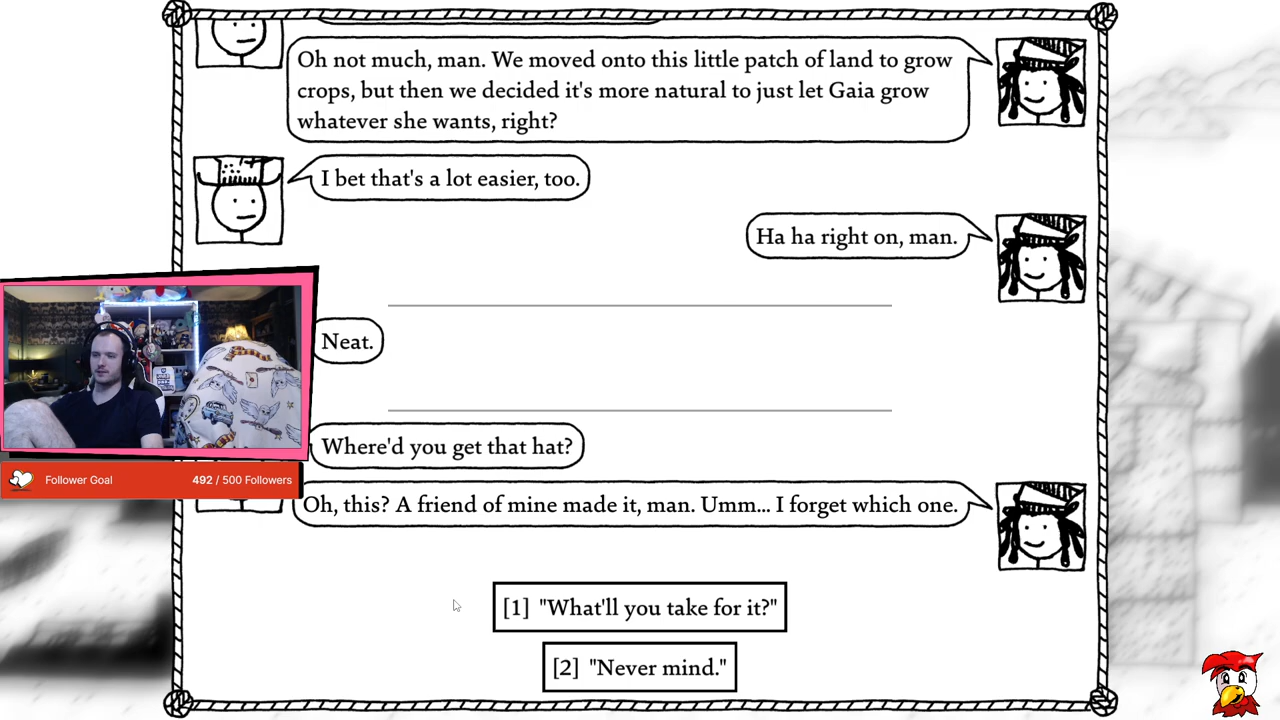 Oh not much, man. We moved onto this little patch of land to grow
crops, but then we decided it's more natural to just let Gaia grow
whatever she wants, right?
I bet that's a lot easier, too.
Ha ha right on, man.
Neat.
Where'd you get that hat?
Follower Goal 492 / 500 Followers
Oh, this? A friend of mine made it, man. Umm... I forget which one.
[1] "What'll you take for it?"
[2] "Never mind."